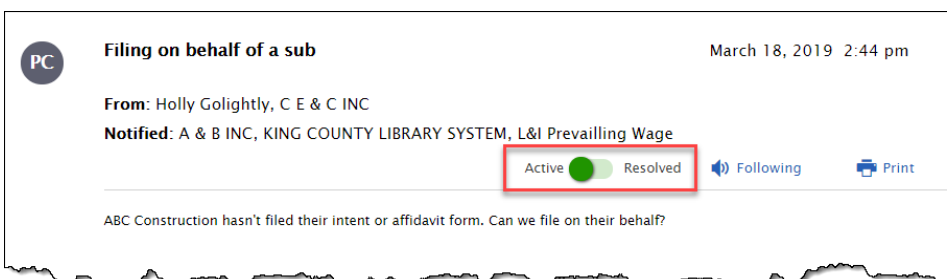 PC
Filing on behalf of a sub March 18, 2019 2:44 pm
From: Holly Golightly, C E & C INC
Notified: A & B INC, KING COUNTY LIBRARY SYSTEM, L&I Prevailling Wage
Active Resolved Following Print
ABC Construction hasn't filed their intent or affidavit form. Can we file on their behalf?